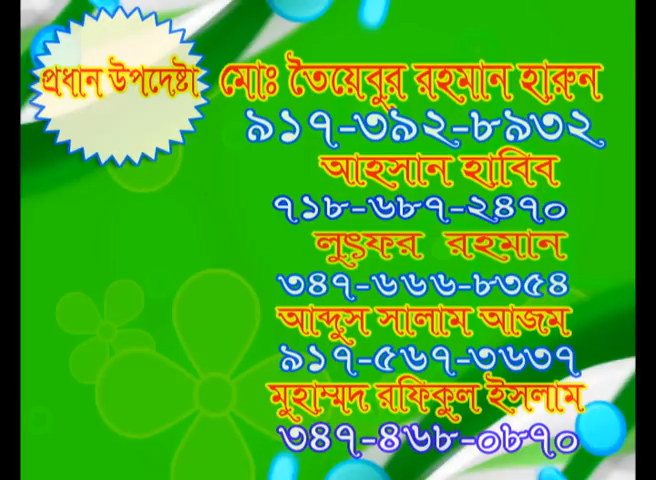 প্রধান উপদেষ্টা মোঃ তৈয়েবুর রহমান হারুন
৯১৭-৩৯২-৮৯৩২
আহসান হাবিব
৭১৮-৬৮৭-২৪৭০
লুৎফর রহমান
৩৪৭-৬৬৬-৮৩৫৪
আব্দুস সালাম আজম
৯১৭-৫৬৭-৩৬৩৭
মুহাম্মদ রফিকুল ইসলাম
৩৪৭-৪৬৮-০৮৭০